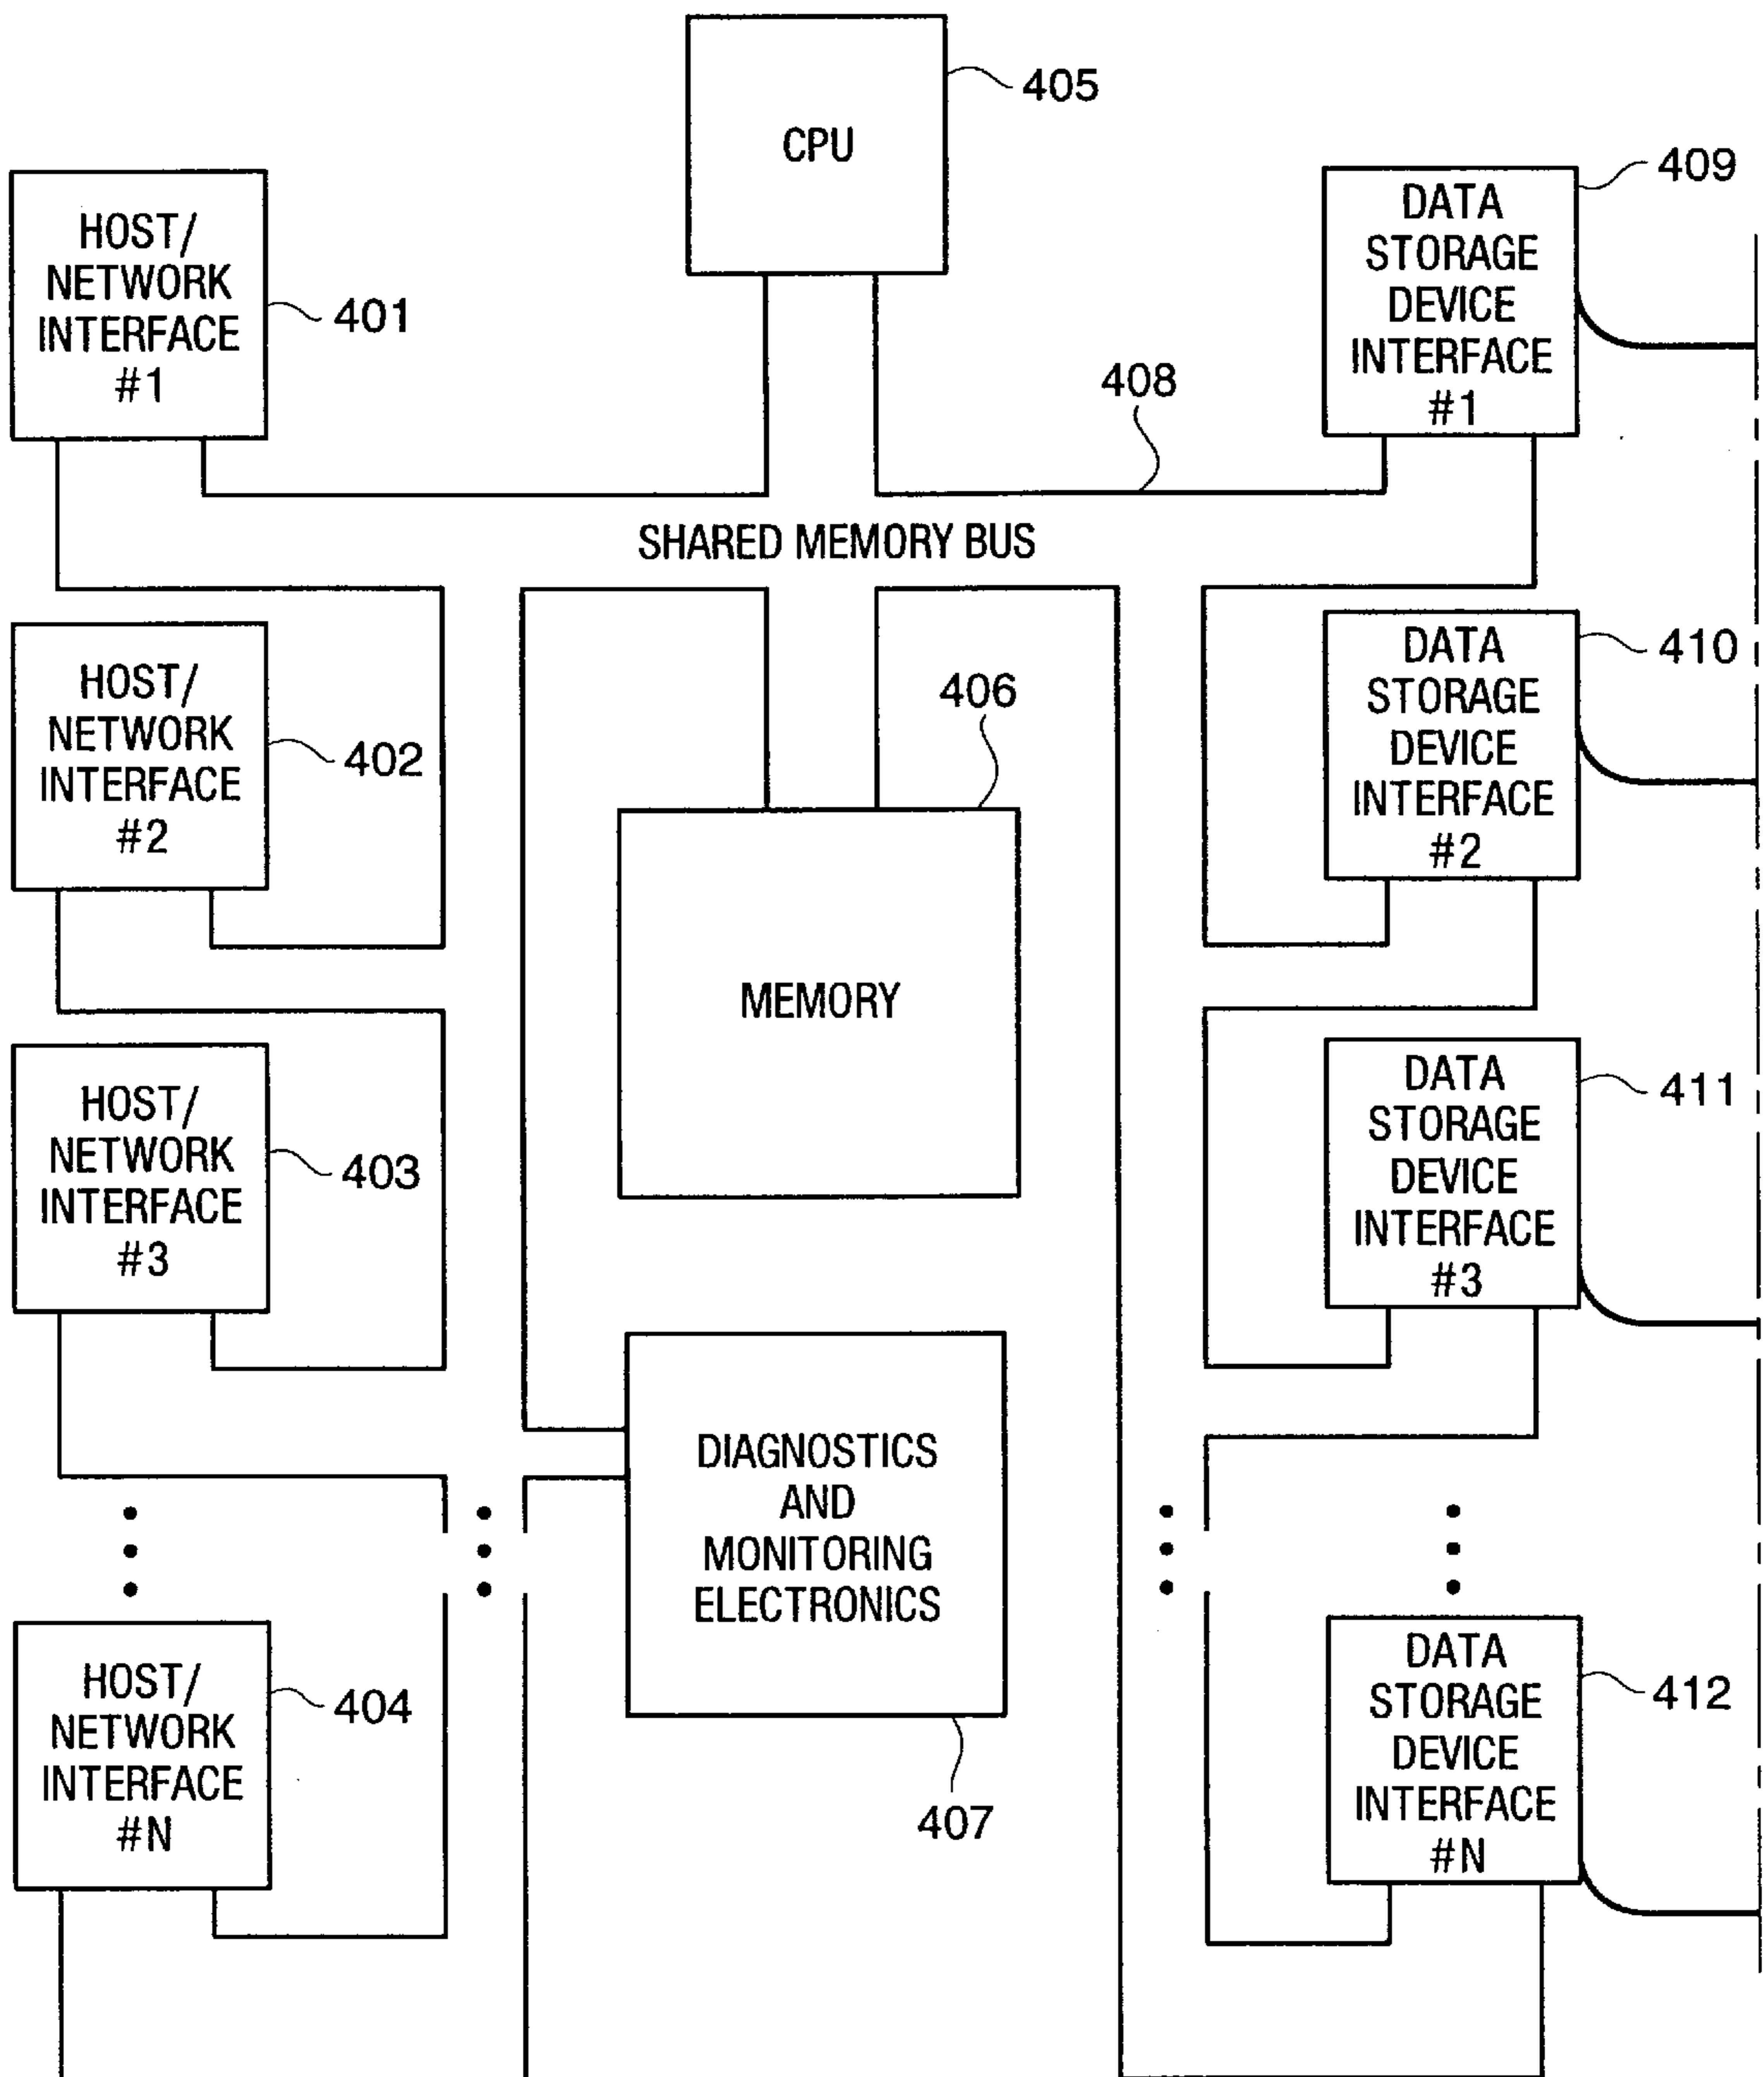 CPU
405
HOST/
NETWORK
INTERFACE
#1
401
DATA
STORAGE
DEVICE
INTERFACE
#1
409
408
SHARED MEMORY BUS
HOST/
NETWORK
INTERFACE
#2
402
406
MEMORY
DATA
STORAGE
DEVICE
INTERFACE
#2
410
HOST/
NETWORK
INTERFACE
#3
403
DATA
STORAGE
DEVICE
INTERFACE
#3
411
DIAGNOSTICS
AND
MONITORING
ELECTRONICS
407
HOST/
NETWORK
INTERFACE
#N
404
DATA
STORAGE
DEVICE
INTERFACE
#N
412